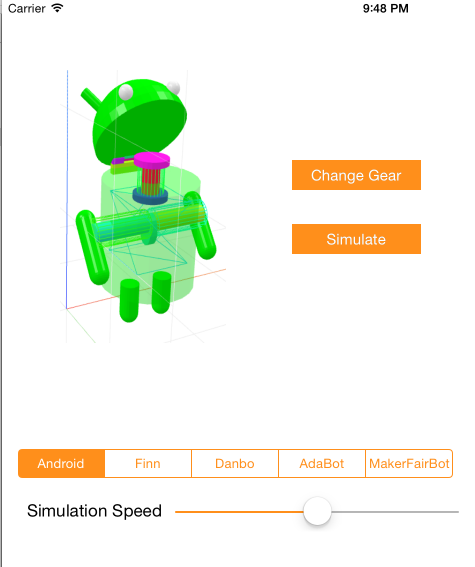 Carrier 9:48 PM
Change Gear
Simulate
Android Finn Danbo AdaBot MakerFairBot
Simulation Speed